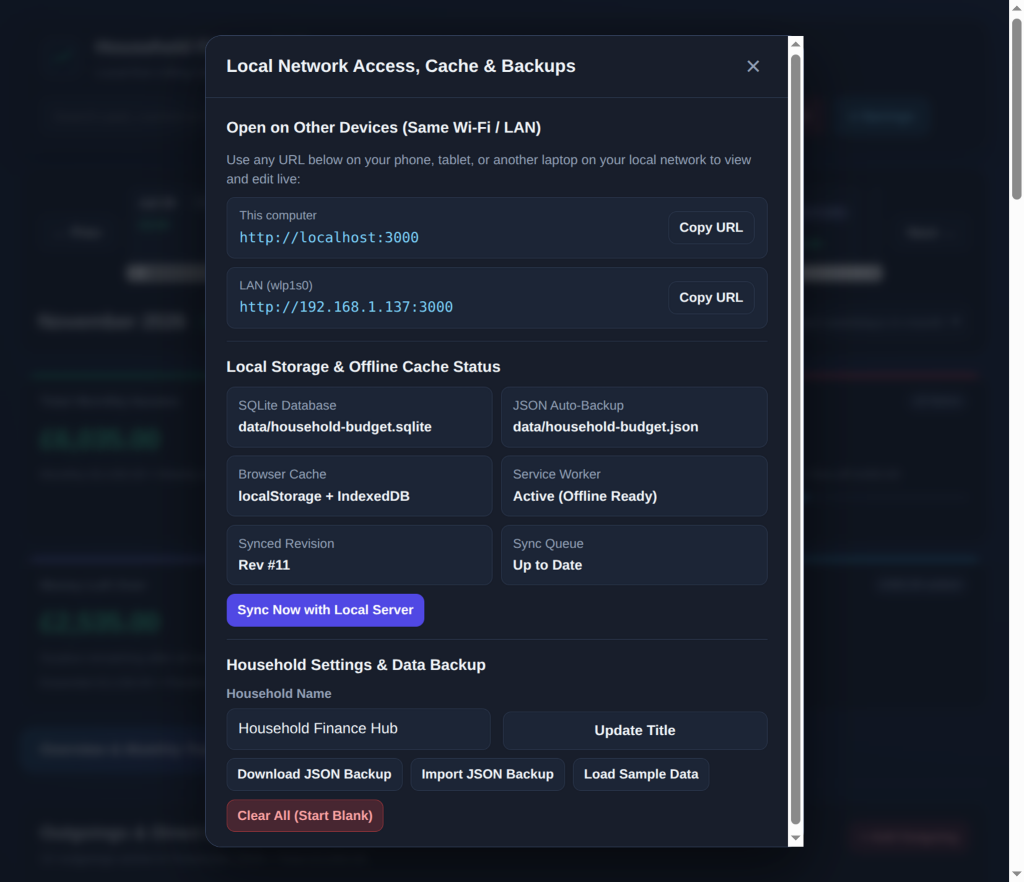 Local Network Access, Cache & Backups
Open on Other Devices (Same Wi-Fi / LAN)
Use any URL below on your phone, tablet, or another laptop on your local network to view
and edit live:
This computer
http://localhost:3000
Copy URL
LAN (wlp1s0)
http://192.168.1.137:3000
Copy URL
Local Storage & Offline Cache Status
SQLite Database
data/household-budget.sqlite
JSON Auto-Backup
data/household-budget.json
Browser Cache
localStorage + IndexedDB
Service Worker
Active (Offline Ready)
Synced Revision
Rev #11
Sync Queue
Up to Date
Sync Now with Local Server
Household Settings & Data Backup
Household Name
Household Finance Hub
Update Title
Download JSON Backup
Import JSON Backup
Load Sample Data
Clear All (Start Blank)